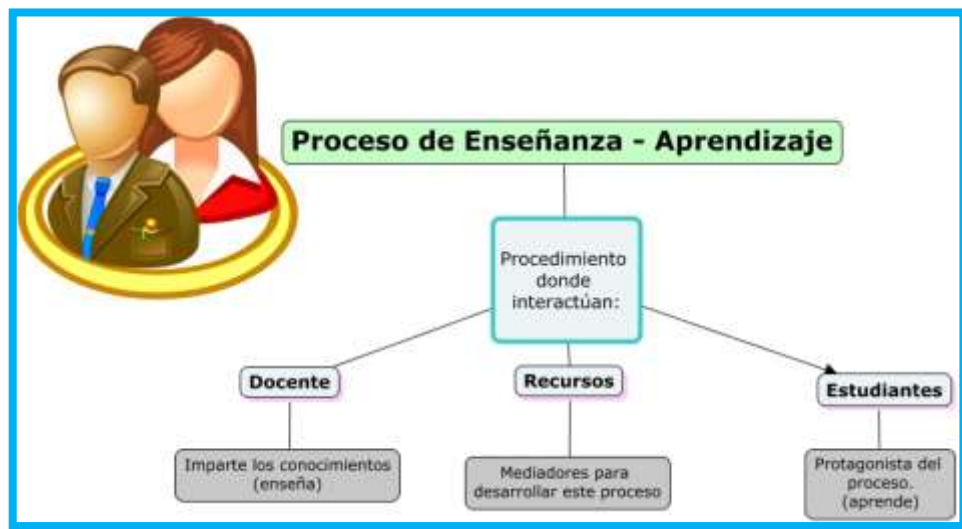 Proceso de Enseñanza - Aprendizaje
Procedimiento
donde
interactúan:
Docente
Recursos
Estudiantes
Imparte los conocimientos
(enseña)
Mediadores para
desarrollar este proceso
Protagonista del
proceso.
(aprende)